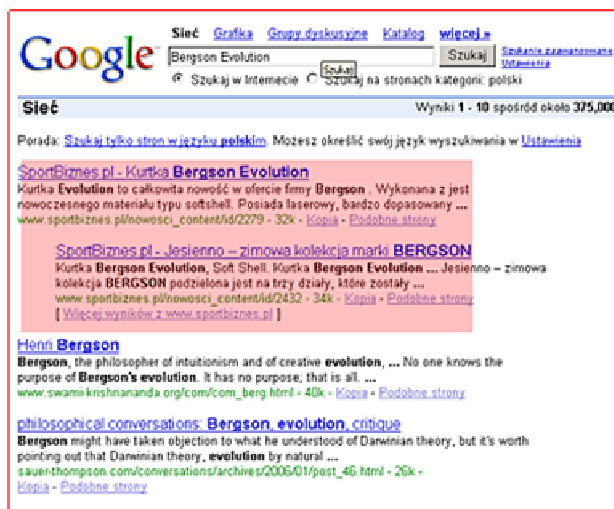 Google
Sieć Grafika Grupy dyskusyjne Katalog więcej »
Bergson Evolution Szukaj Szukanie zaawansowane
Ustawienia
Szukaj
Szukaj w Internecie Szukaj na stronach kategorii: polski
Sieć Wyniki 1 - 10 spośród około 375,000
Porada: Szukaj tylko stron w języku polskim. Możesz określić swój język wyszukiwania w Ustawienia
SportBiznes.pl - Kurtka Bergson Evolution
Kurtka Evolution to całkowita nowość w ofercie firmy Bergson . Wykonana z jest
nowoczesnego materiału typu softshell. Posiada laserowy, bardzo dopasowany ...
www.sportbiznes.pl/nowosci_content/id/2279 - 32k - Kopia - Podobne strony
SportBiznes.pl - Jesienno – zimowa kolekcja marki BERGSON
Kurtka Bergson Evolution, Soft Shell. Kurtka Bergson Evolution ... Jesienno – zimowa
kolekcja BERGSON podzielona jest na trzy działy, które zostały ...
www.sportbiznes.pl/nowosci_content/id/2432 - 34k - Kopia - Podobne strony
[ Więcej wyników z www.sportbiznes.pl ]
Henri Bergson
Bergson, the philosopher of intuitionism and of creative evolution, ... No one knows the
purpose of Bergson's evolution. It has no purpose; that is all. ...
www.swami-krishnananda.org/com/com_berg.html - 40k - Kopia - Podobne strony
philosophical conversations: Bergson, evolution, critique
Bergson might have taken objection to what he understood of Darwinian theory, but it's worth
pointing out that Darwinian theory, evolution by natural ...
sauer-thompson.com/conversations/archives/2006/01/post_46.html - 26k -
Kopia - Podobne strony